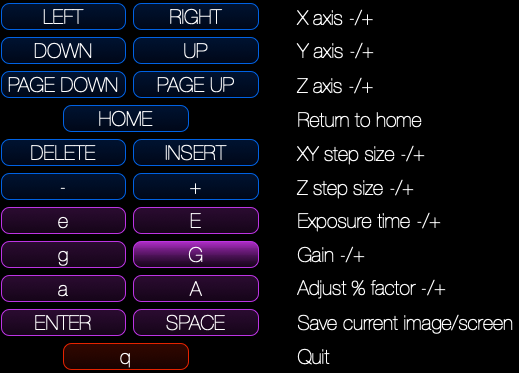 LEFT RIGHT X axis -/+
DOWN UP Y axis -/+
PAGE DOWN PAGE UP Z axis -/+
HOME Return to home
DELETE INSERT XY step size -/+
- + Z step size -/+
e E Exposure time -/+
g G Gain -/+
a A Adjust % factor -/+
ENTER SPACE Save current image/screen
q Quit